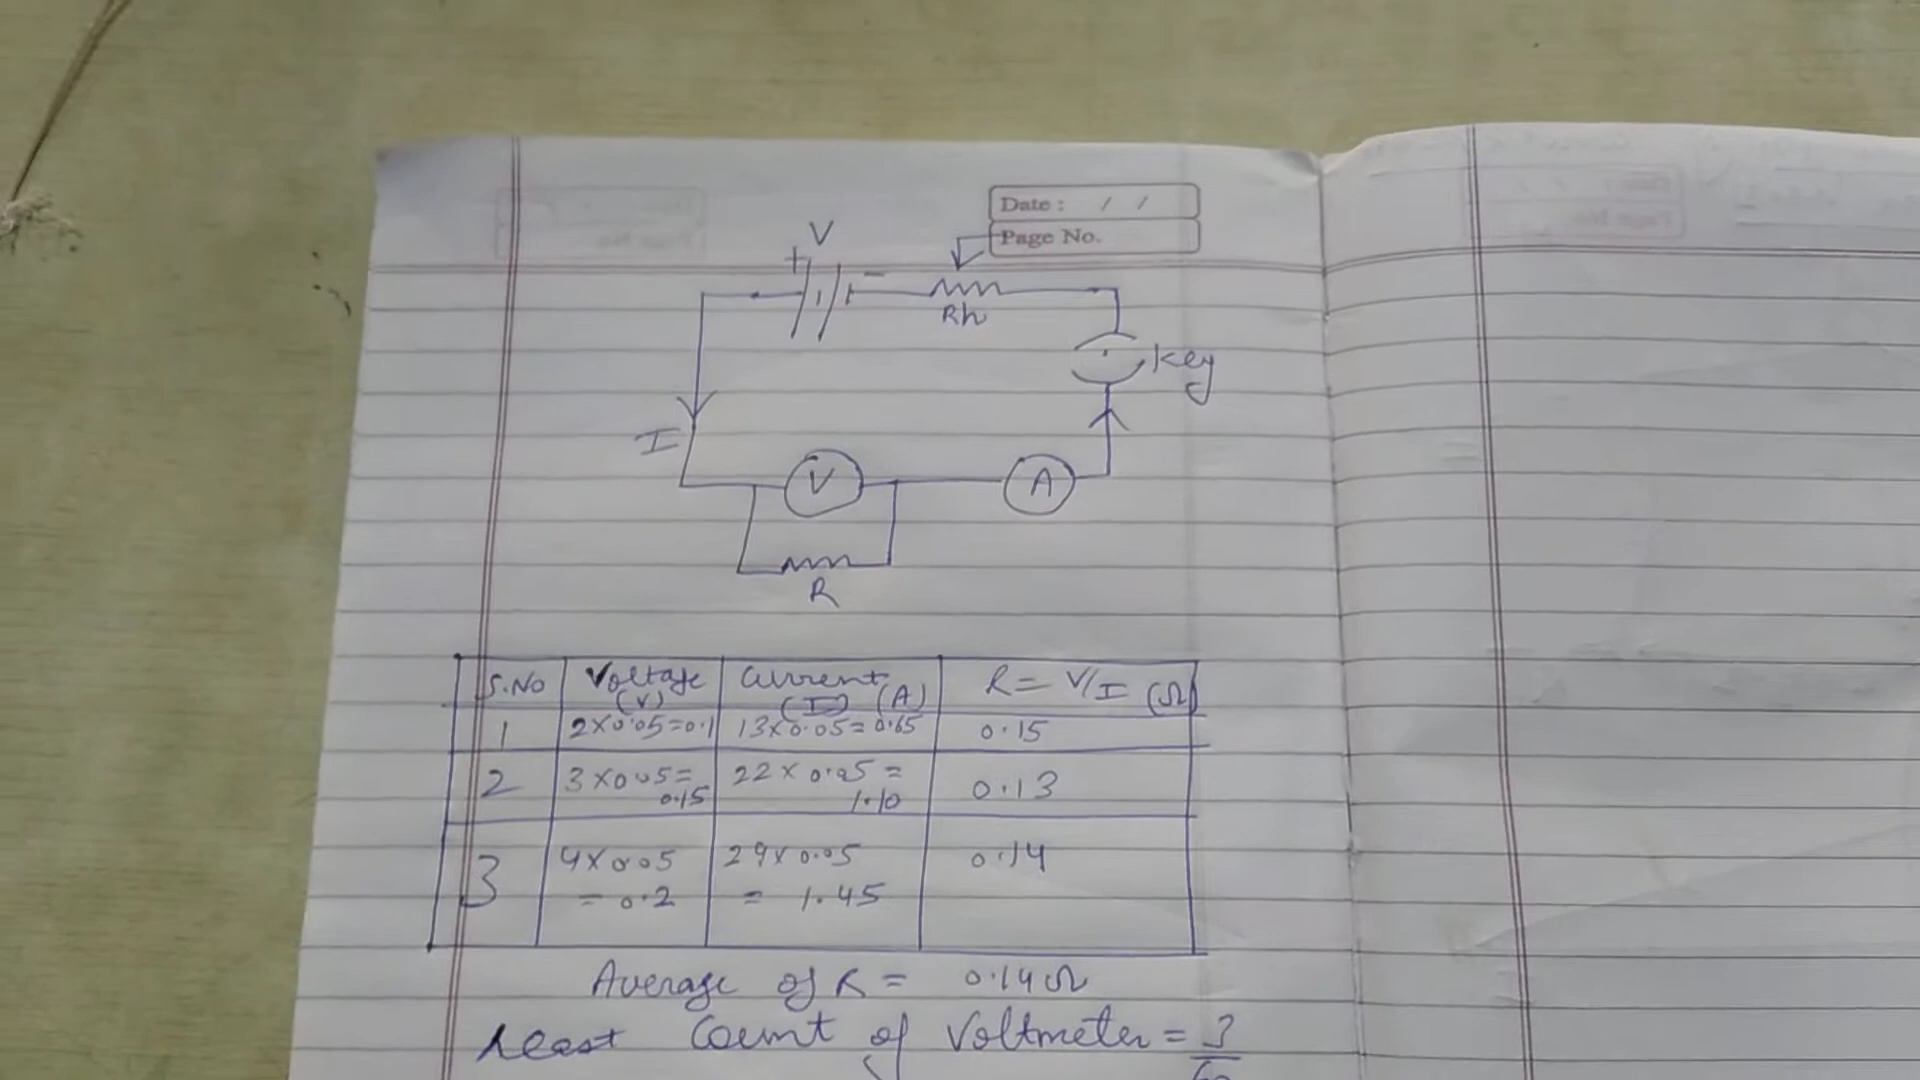 Date : / /
Page No.
V
+ -
Rh
Key
I
V A
R
S.No Voltage (V) Current (I) (A) R = V/I (Ω)
1 2×0.05=0.1 13×0.05=0.65 0.15
2 3×0.05= 0.15 22×0.05= 1.10 0.13
3 4×0.05 = 0.2 29×0.05 = 1.45 0.14
Average of R = 0.14Ω
Least Count of Voltmeter = 3